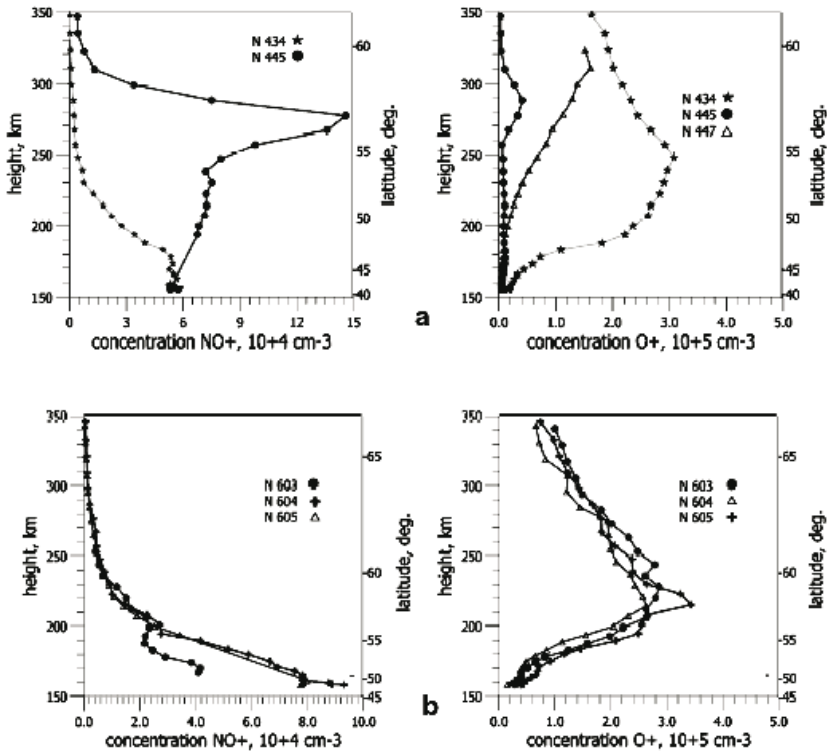 350
300
250
200
150
height, km
N 434
N 445
60
55
50
45
40
latitude, deg.
0
3
6
9
12
15
concentration NO+, 10+4 cm-3
a
350
300
250
200
150
height, km
N 434
N 445
N 447
60
55
50
45
40
latitude, deg.
0.0
1.0
2.0
3.0
4.0
5.0
concentration O+, 10+5 cm-3
350
300
250
200
150
height, km
N 603
N 604
N 605
65
60
55
50
45
latitude, deg.
0.0
2.0
4.0
6.0
8.0
10.0
concentration NO+, 10+4 cm-3
b
350
300
250
200
150
height, km
N 603
N 604
N 605
65
60
55
50
45
latitude, deg.
0.0
1.0
2.0
3.0
4.0
5.0
concentration O+, 10+5 cm-3